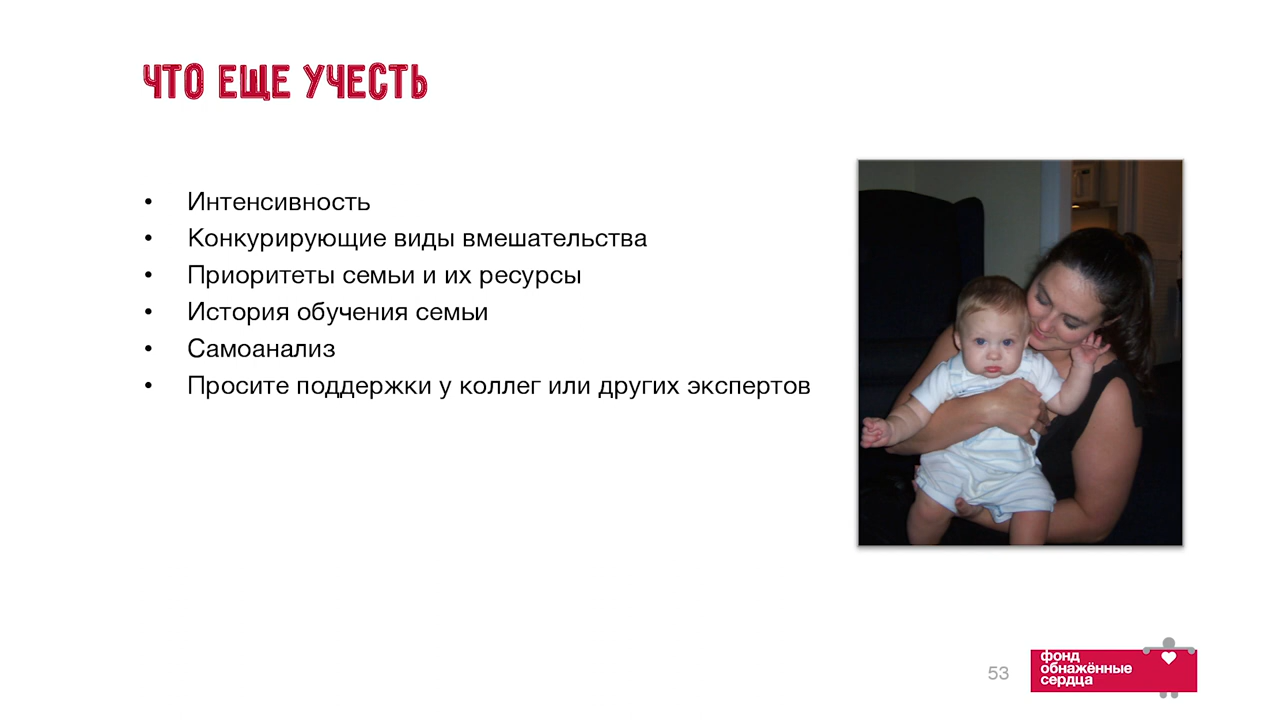 ЧТО ЕЩЕ УЧЕСТЬ
• Интенсивность
• Конкурирующие виды вмешательства
• Приоритеты семьи и их ресурсы
• История обучения семьи
• Самоанализ
• Просите поддержки у коллег или других экспертов
53
фонд
обнажённые
сердца